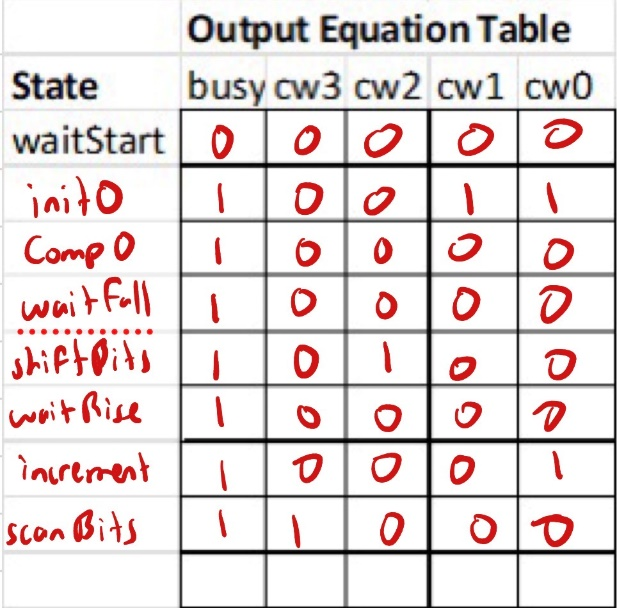 Output Equation Table
State busy cw3 cw2 cw1 cw0
waitStart 0 0 0 0 0
init0 1 0 0 1 1
Comp0 1 0 0 0 0
waitFall 1 0 0 0 0
shiftBits 1 0 1 0 0
waitRise 1 0 0 0 0
increment 1 0 0 0 1
scanBits 1 1 0 0 0